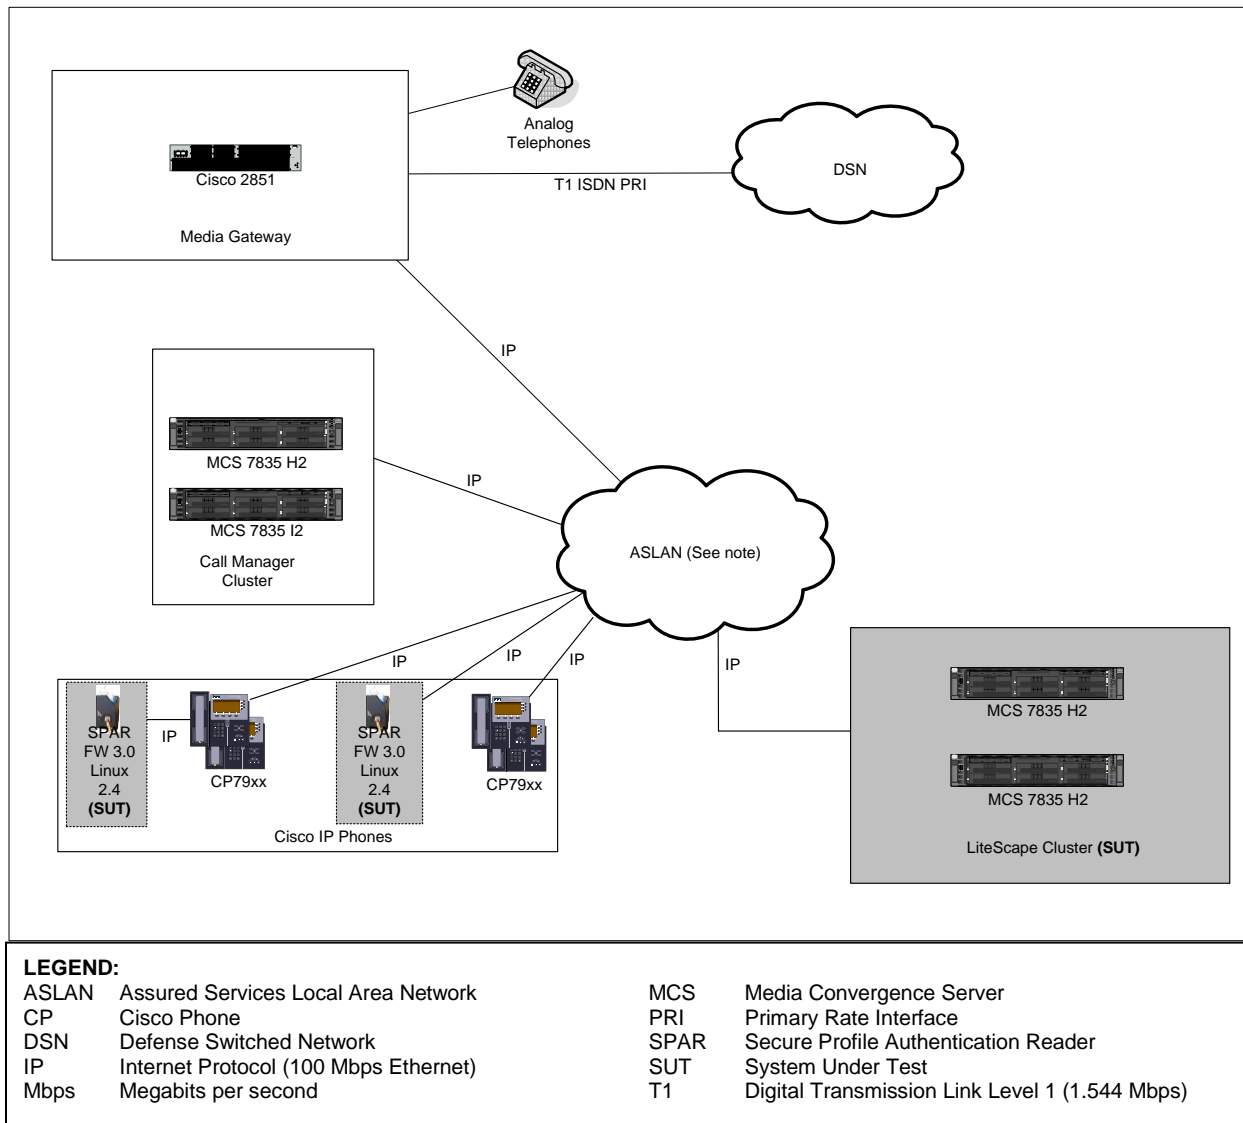 Analog
Telephones
Cisco 2851
Media Gateway
T1 ISDN PRI
DSN
IP
MCS 7835 H2
MCS 7835 I2
Call Manager
Cluster
IP
ASLAN (See note)
IP
IP
IP
IP
SPAR
FW 3.0
Linux
2.4
(SUT)
IP
CP79xx
SPAR
FW 3.0
Linux
2.4
(SUT)
CP79xx
Cisco IP Phones
MCS 7835 H2
MCS 7835 H2
LiteScape Cluster (SUT)
LEGEND:
ASLAN Assured Services Local Area Network
CP Cisco Phone
DSN Defense Switched Network
IP Internet Protocol (100 Mbps Ethernet)
Mbps Megabits per second
MCS Media Convergence Server
PRI Primary Rate Interface
SPAR Secure Profile Authentication Reader
SUT System Under Test
T1 Digital Transmission Link Level 1 (1.544 Mbps)